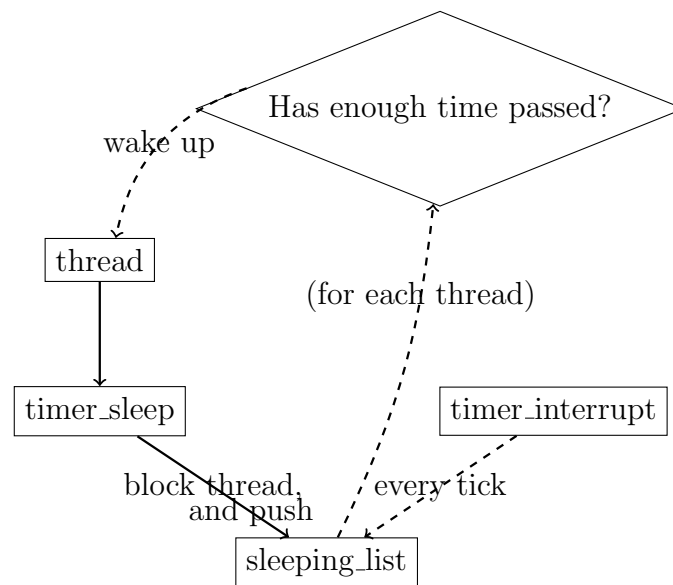 Has enough time passed?
wake up
thread
(for each thread)
timer_sleep
timer_interrupt
block thread,
and push
every tick
sleeping_list